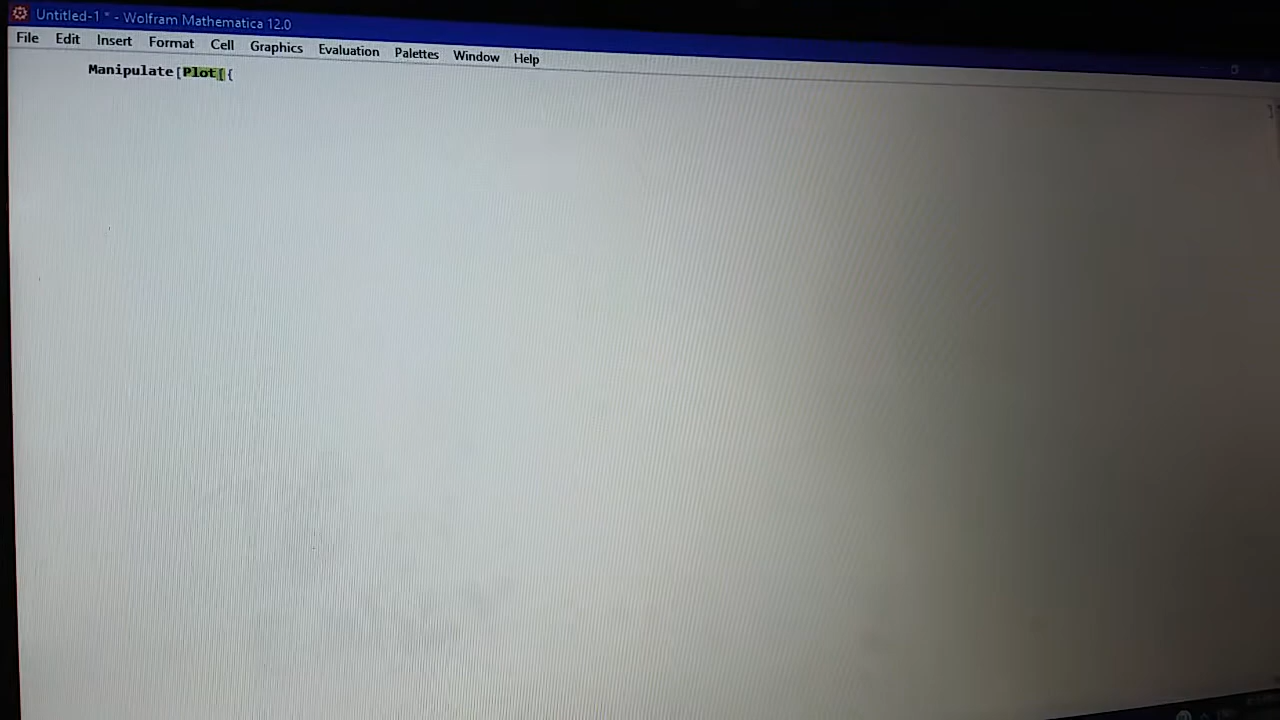 Untitled-1 * - Wolfram Mathematica 12.0
File Edit Insert Format Cell Graphics Evaluation Palettes Window Help
Manipulate[Plot[{